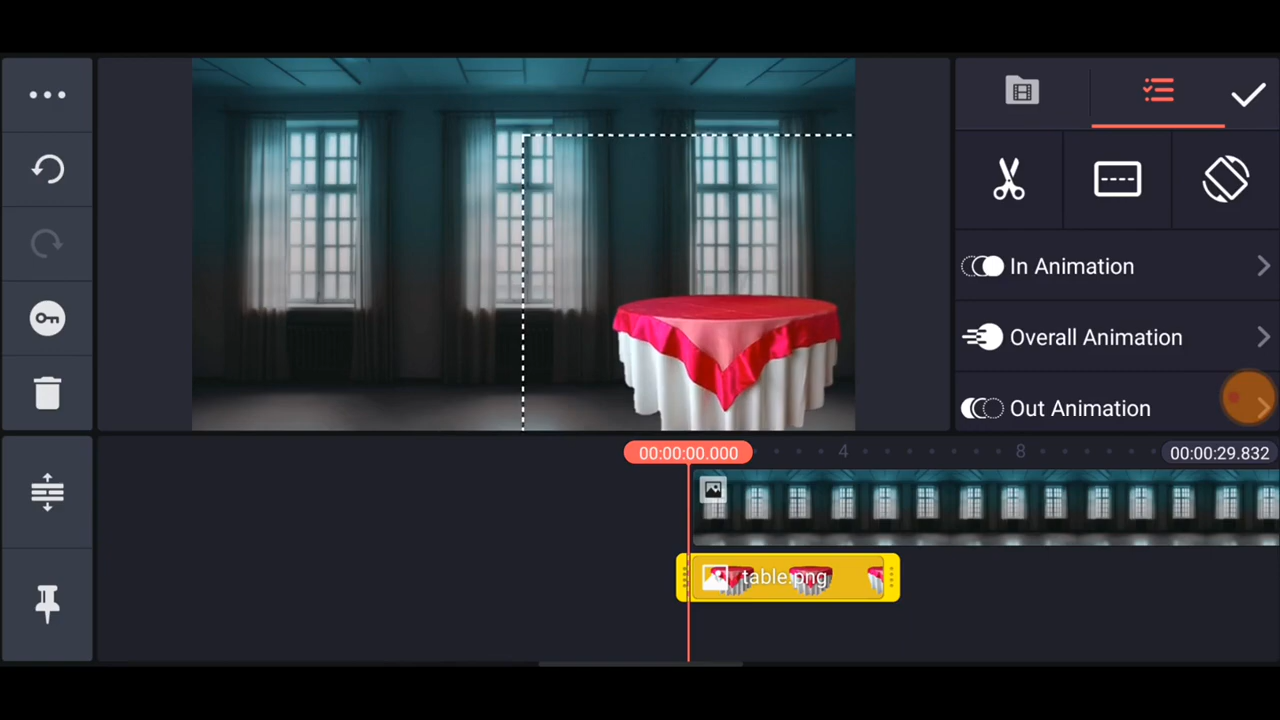 In Animation
Overall Animation
Out Animation
00:00:00.000
4
8
00:00:29.832
table.png